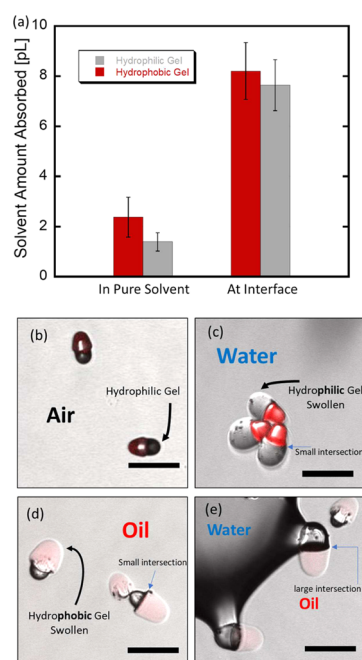 (a)
10
8
6
4
2
0
Solvent Amount Absorbed [pL]
Hydrophilic Gel
Hydrophobic Gel
In Pure Solvent
At Interface
(b)
Air
Hydrophilic Gel
(c)
Water
Hydrophilic Gel
Swollen
Small intersection
(d)
Oil
Small intersection
Hydrophobic Gel
Swollen
(e)
Water
large intersection
Oil